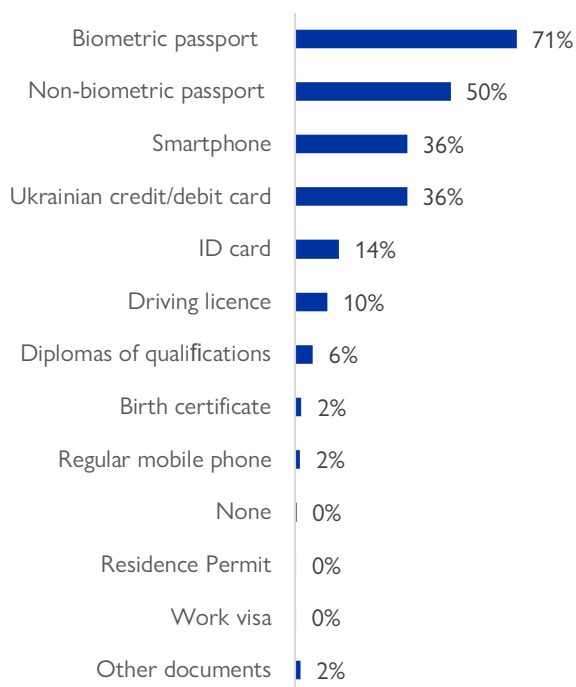 Biometric passport 71%
Non-biometric passport 50%
Smartphone 36%
Ukrainian credit/debit card 36%
ID card 14%
Driving licence 10%
Diplomas of qualifications 6%
Birth certificate 2%
Regular mobile phone 2%
None 0%
Residence Permit 0%
Work visa 0%
Other documents 2%